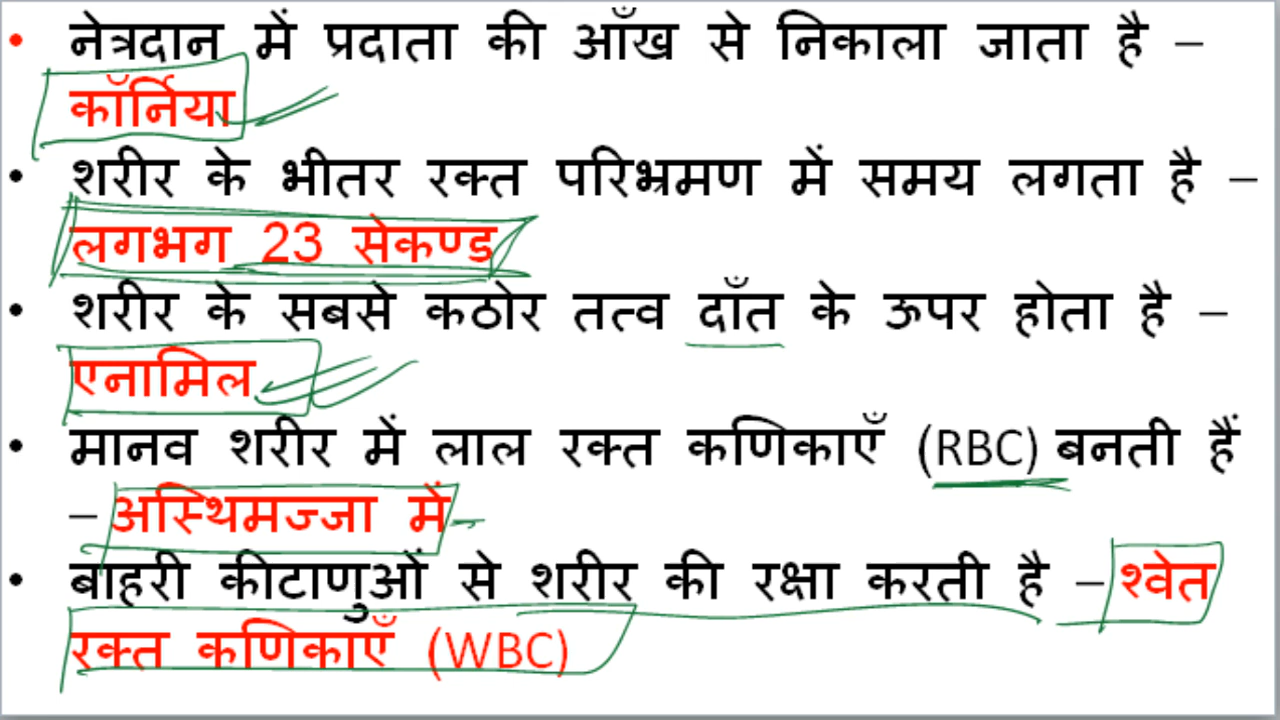 • नेत्रदान में प्रदाता की आँख से निकाला जाता है –
कॉर्निया
• शरीर के भीतर रक्त परिभ्रमण में समय लगता है –
लगभग 23 सेकण्ड
• शरीर के सबसे कठोर तत्व दाँत के ऊपर होता है –
एनामिल
• मानव शरीर में लाल रक्त कणिकाएँ (RBC) बनती हैं
– अस्थिमज्जा में
• बाहरी कीटाणुओं से शरीर की रक्षा करती है – श्वेत
रक्त कणिकाएँ (WBC)